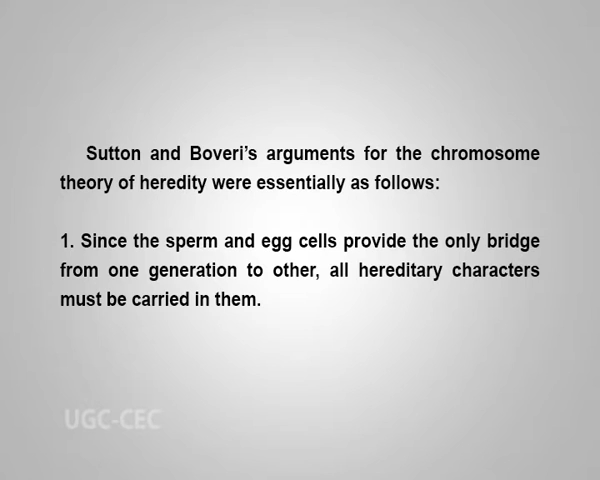 Sutton and Boveri's arguments for the chromosome
theory of heredity were essentially as follows:
1. Since the sperm and egg cells provide the only bridge
from one generation to other, all hereditary characters
must be carried in them.
UGC-CEC